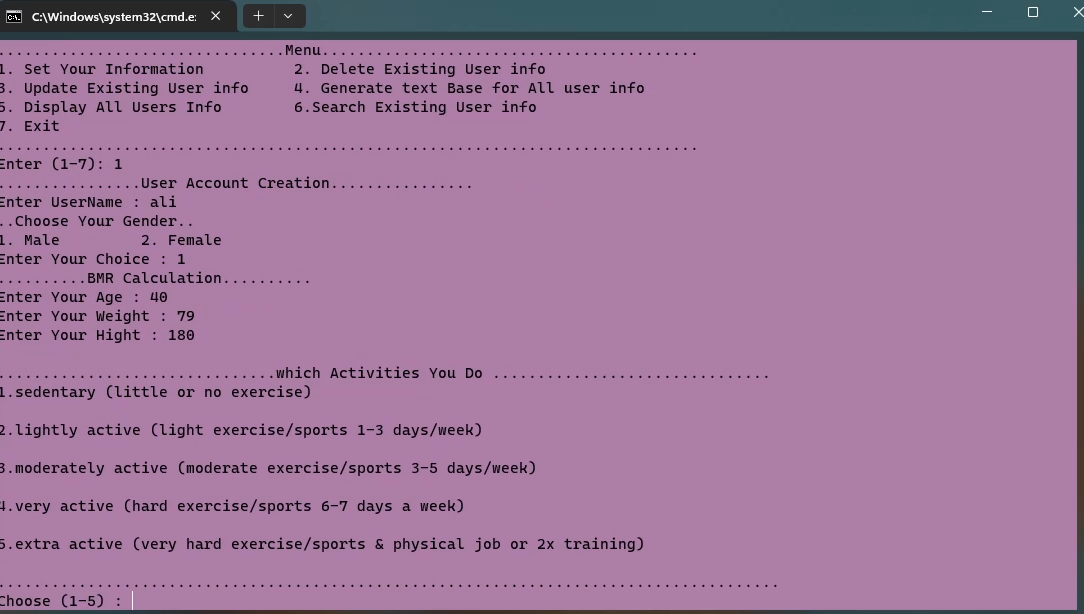 C:\Windows\system32\cmd.e:
................................Menu..........................................
1. Set Your Information          2. Delete Existing User info
3. Update Existing User info     4. Generate text Base for All user info
5. Display All Users Info        6.Search Existing User info
7. Exit
..............................................................................
Enter (1-7): 1
................User Account Creation................
Enter UserName : ali
..Choose Your Gender..
1. Male         2. Female
Enter Your Choice : 1
..........BMR Calculation..........
Enter Your Age : 40
Enter Your Weight : 79
Enter Your Hight : 180
...............................which Activities You Do ...............................
1.sedentary (little or no exercise)
2.lightly active (light exercise/sports 1-3 days/week)
3.moderately active (moderate exercise/sports 3-5 days/week)
4.very active (hard exercise/sports 6-7 days a week)
5.extra active (very hard exercise/sports & physical job or 2x training)
.......................................................................................
Choose (1-5) :